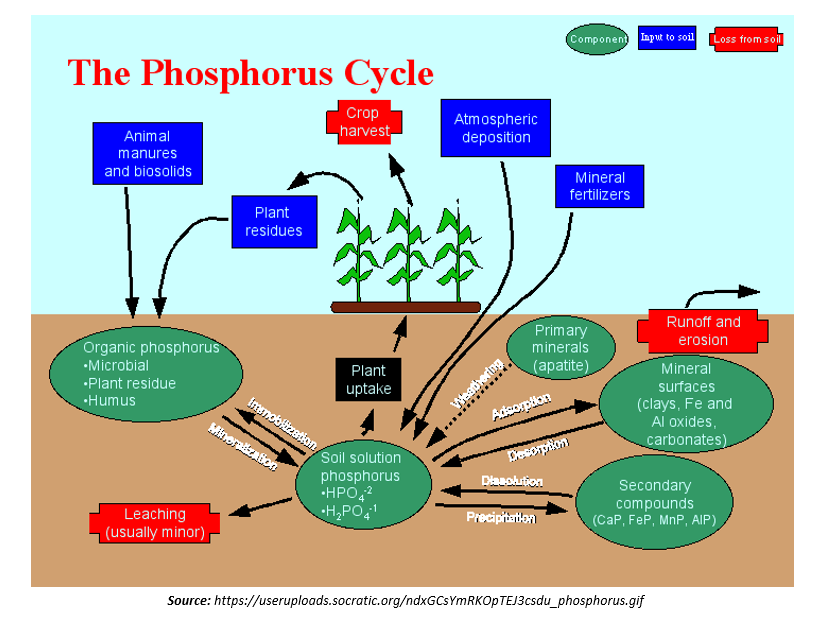 Component
Input to soil
Loss from soil
The Phosphorus Cycle
Crop
harvest
Atmospheric
deposition
Animal
manures
and biosolids
Mineral
fertilizers
Plant
residues
Runoff and
erosion
Primary
minerals
(apatite)
Organic phosphorus
•Microbial
•Plant residue
•Humus
Plant
uptake
Weathering
Mineral
surfaces
(clays, Fe and
Al oxides,
carbonates)
Adsorption
Desorption
Immobilization
Mineralization
Soil solution
phosphorus
•HPO4-2
•H2PO4-1
Dissolution
Precipitation
Secondary
compounds
(CaP, FeP, MnP, AlP)
Leaching
(usually minor)
Source: https://useruploads.socratic.org/ndxGCsYmRKOpTEJ3csdu_phosphorus.gif